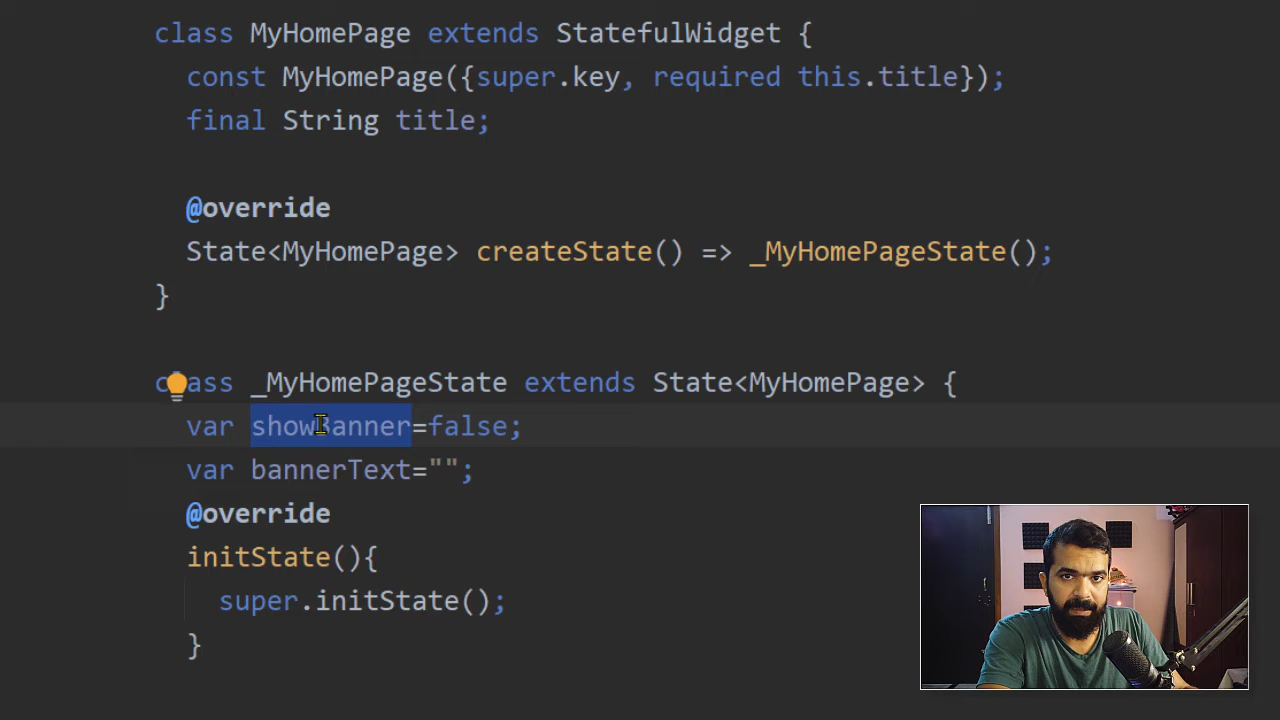 class MyHomePage extends StatefulWidget {
const MyHomePage({super.key, required this.title});
final String title;
@override
State<MyHomePage> createState() => _MyHomePageState();
}
class _MyHomePageState extends State<MyHomePage> {
var showBanner=false;
var bannerText="";
@override
initState(){
super.initState();
}